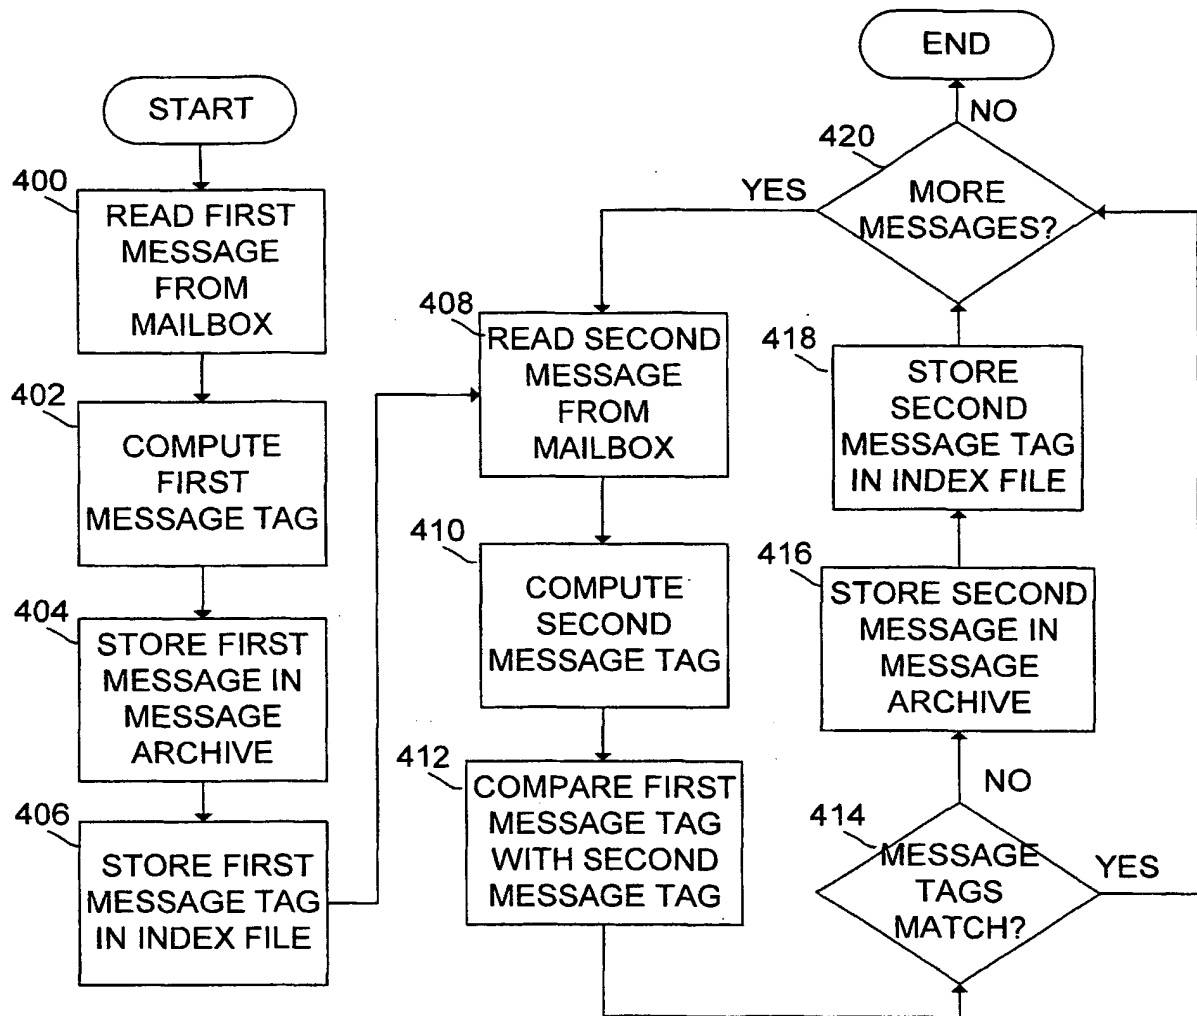 START
400
READ FIRST
MESSAGE
FROM
MAILBOX
402
COMPUTE
FIRST
MESSAGE TAG
404
STORE FIRST
MESSAGE IN
MESSAGE
ARCHIVE
406
STORE FIRST
MESSAGE TAG
IN INDEX FILE
408
READ SECOND
MESSAGE
FROM
MAILBOX
410
COMPUTE
SECOND
MESSAGE TAG
412
COMPARE FIRST
MESSAGE TAG
WITH SECOND
MESSAGE TAG
414
MESSAGE
TAGS
MATCH?
YES
NO
416
STORE SECOND
MESSAGE IN
MESSAGE
ARCHIVE
418
STORE
SECOND
MESSAGE TAG
IN INDEX FILE
420
MORE
MESSAGES?
YES
NO
END